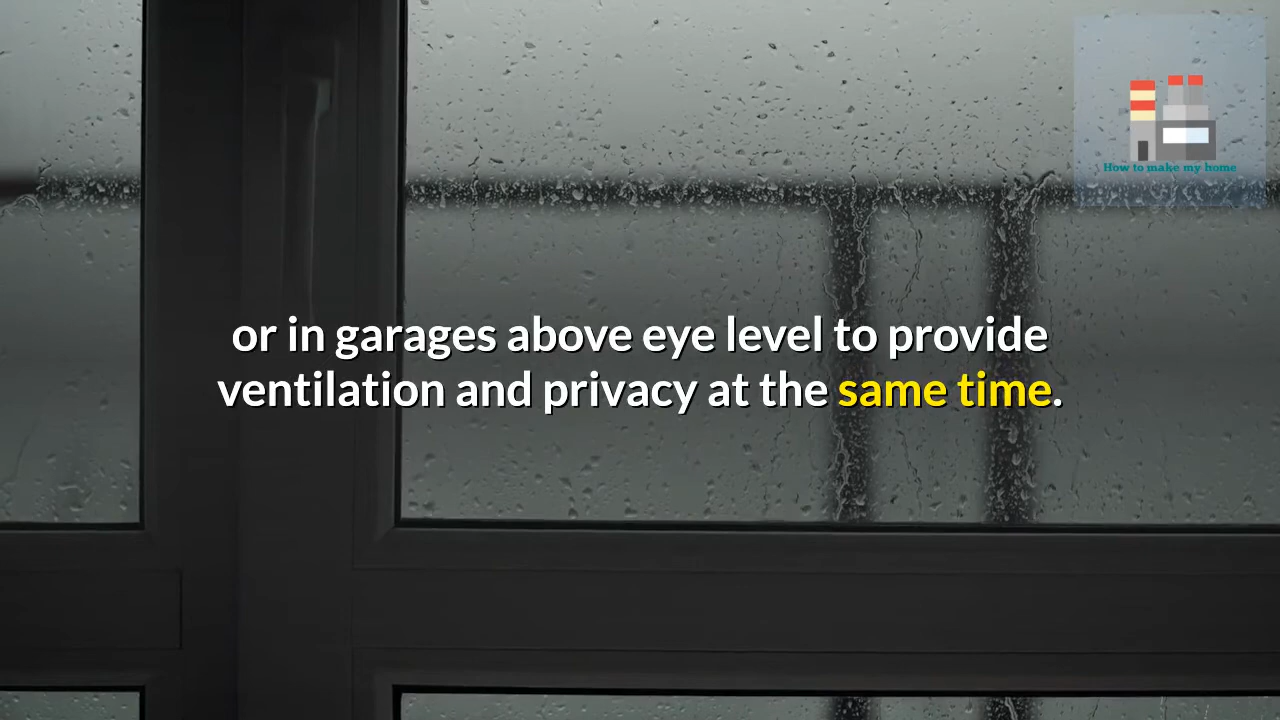 How to make my home
or in garages above eye level to provide
ventilation and privacy at the same time.